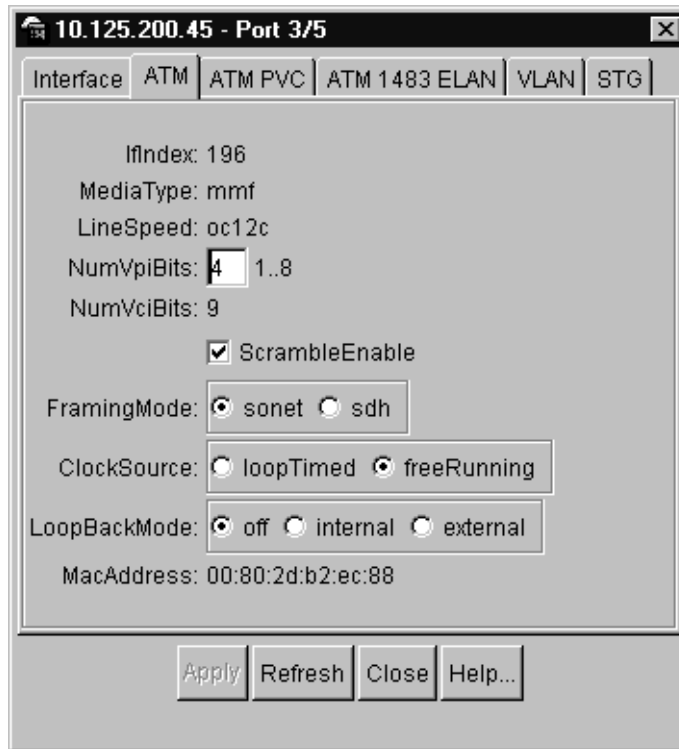 10.125.200.45 - Port 3/5
Interface ATM ATM PVC ATM 1483 ELAN VLAN STG
IfIndex: 196
MediaType: mmf
LineSpeed: oc12c
NumVpiBits: 4 1..8
NumVciBits: 9
ScrambleEnable
FramingMode: sonet sdh
ClockSource: loopTimed freeRunning
LoopBackMode: off internal external
MacAddress: 00:80:2d:b2:ec:88
Apply Refresh Close Help...